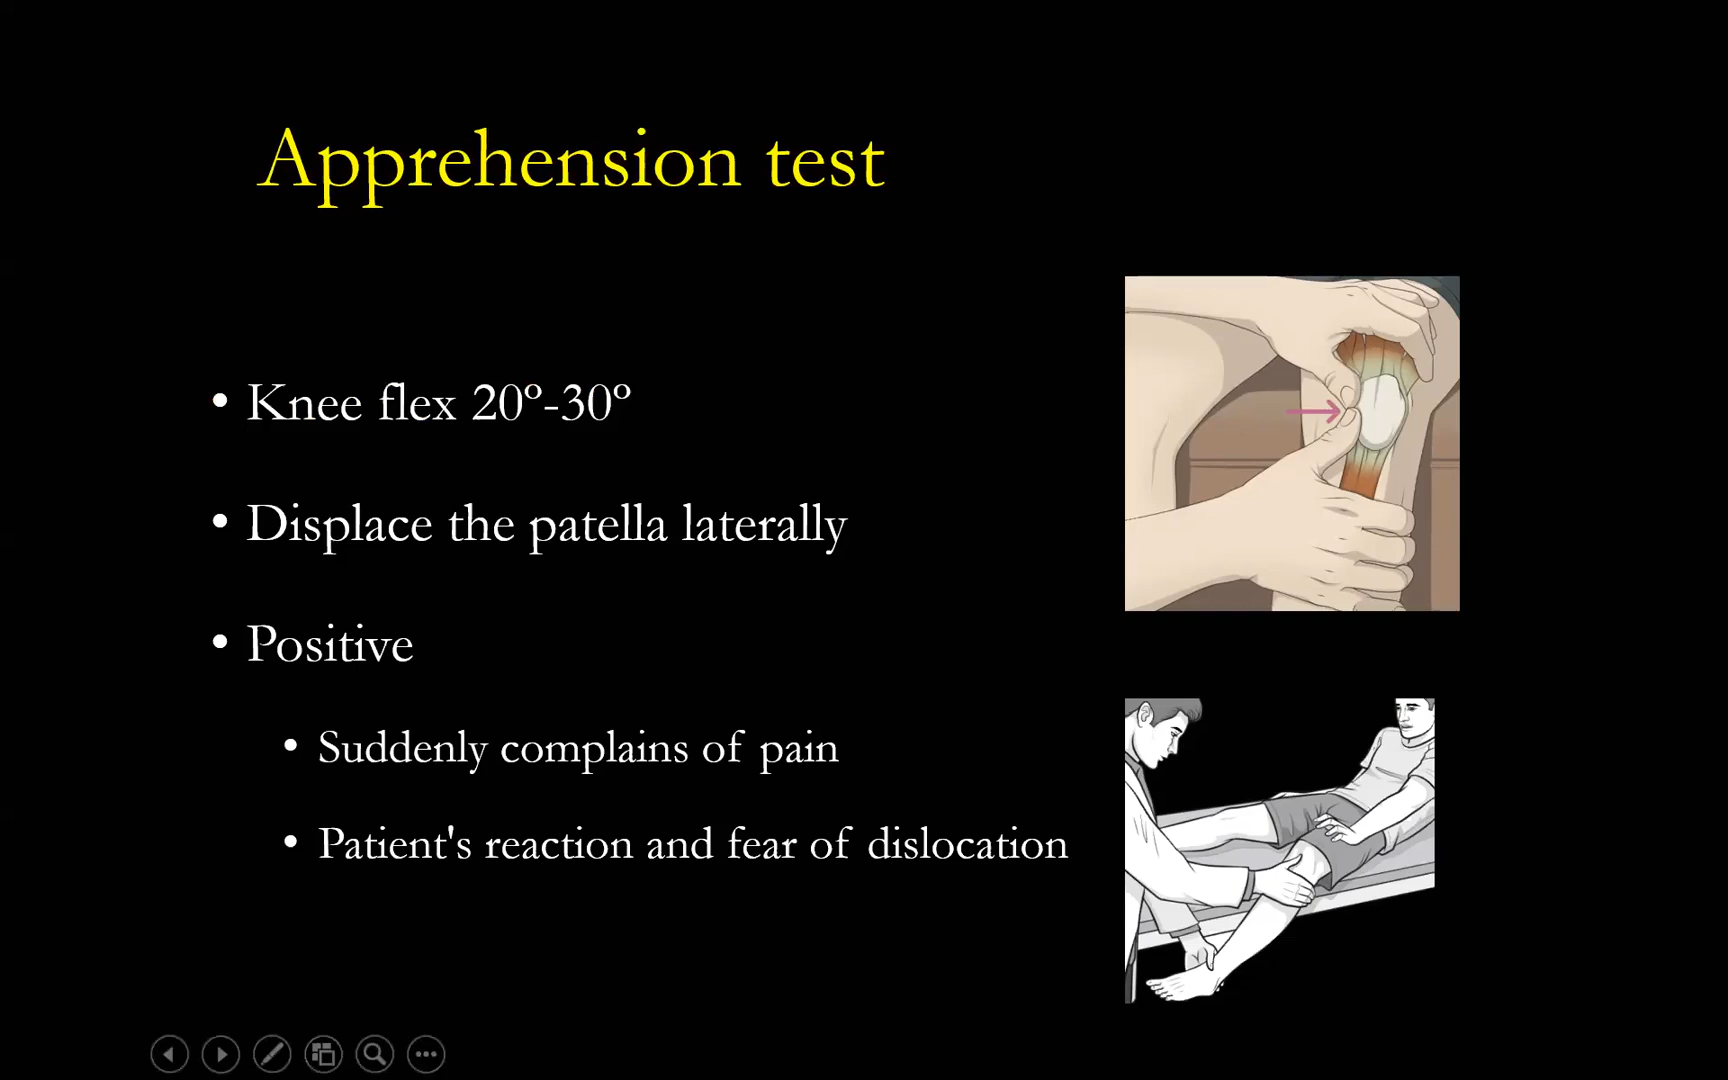 Apprehension test
• Knee flex 20º-30º
• Displace the patella laterally
• Positive
• Suddenly complains of pain
• Patient's reaction and fear of dislocation